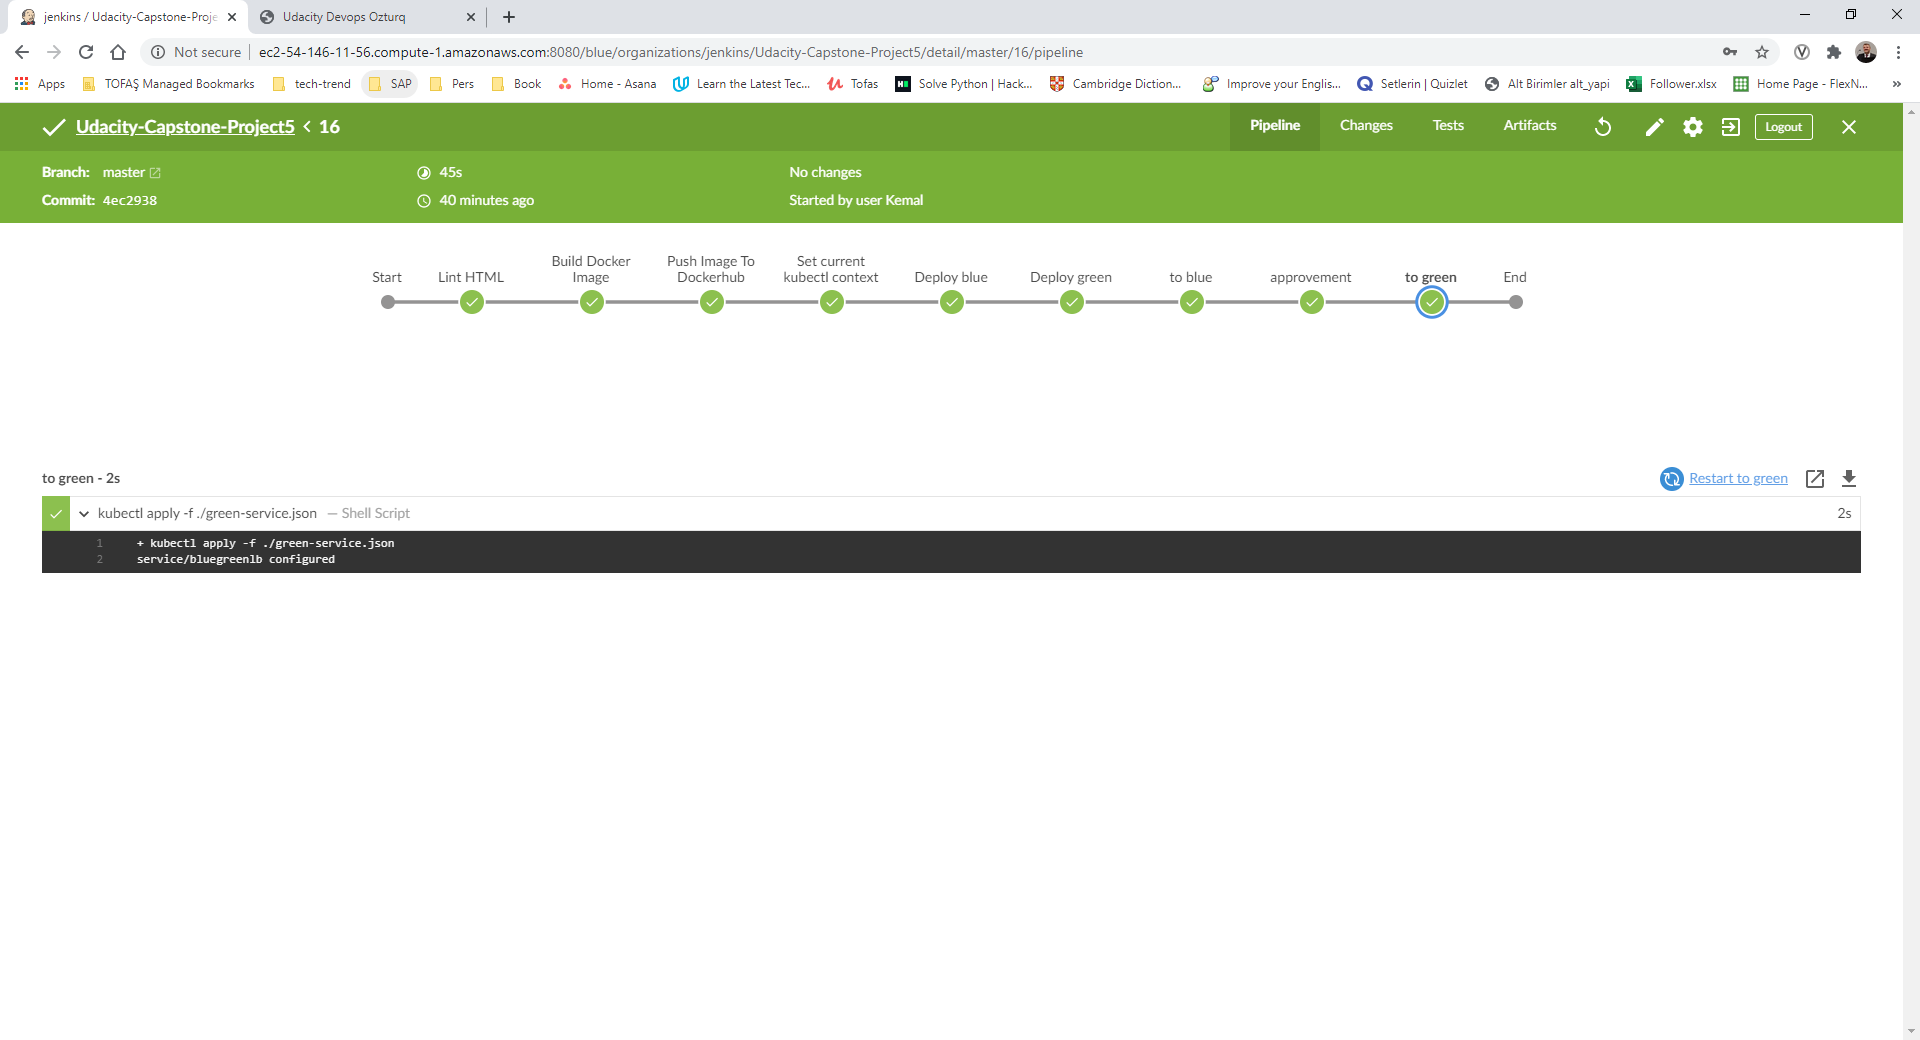 jenkins / Udacity-Capstone-Proje
Udacity Devops Ozturq
Not secure
ec2-54-146-11-56.compute-1.amazonaws.com:8080/blue/organizations/jenkins/Udacity-Capstone-Project5/detail/master/16/pipeline
Apps TOFAŞ Managed Bookmarks tech-trend SAP Pers Book Home - Asana Learn the Latest Tec... Tofas Solve Python | Hack... Cambridge Diction... Improve your Englis... Setlerin | Quizlet Alt Birimler alt_yapi Follower.xlsx Home Page - FlexN... »
Udacity-Capstone-Project5 < 16
Pipeline Changes Tests Artifacts Logout
Branch: master 45s No changes
Commit: 4ec2938 40 minutes ago Started by user Kemal
Start
Lint HTML
Build Docker
Image
Push Image To
Dockerhub
Set current
kubectl context
Deploy blue
Deploy green
to blue
approvement
to green
End
to green - 2s
Restart to green
kubectl apply -f ./green-service.json — Shell Script 2s
1 + kubectl apply -f ./green-service.json
2 service/bluegreenlb configured